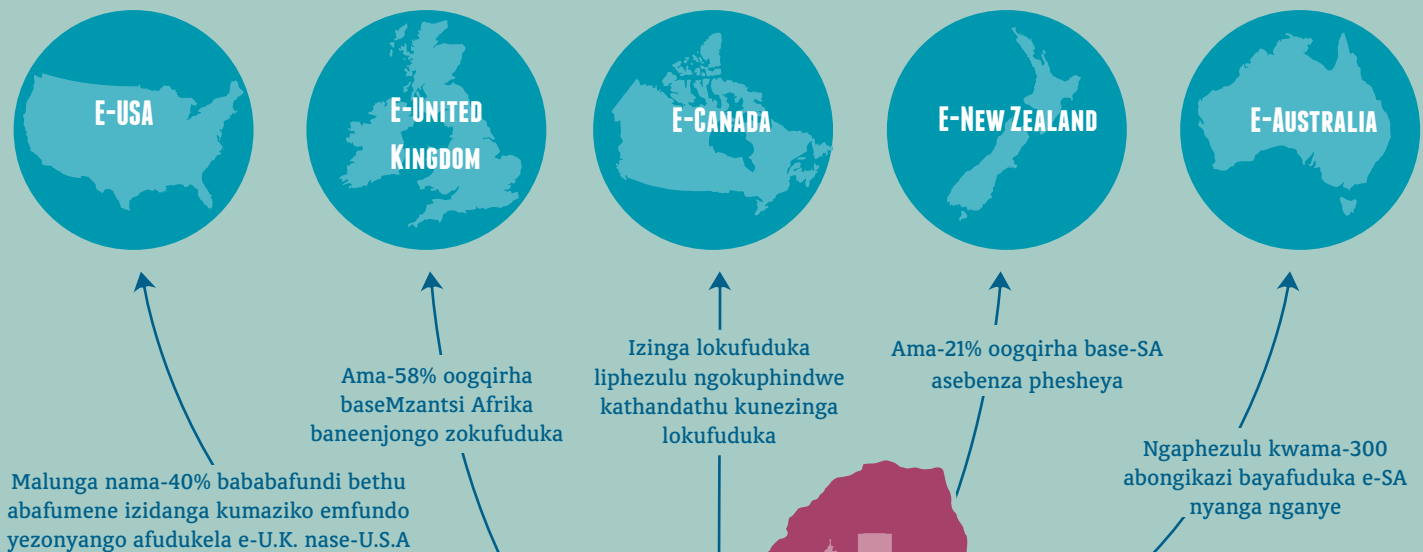 E-USA
E-UNITED
KINGDOM
E-CANADA
E-NEW ZEALAND
E-AUSTRALIA
Malunga nama-40% bababafundi bethu
abafumene izidanga kumaziko emfundo
yezonyango afudukela e-U.K. nase-U.S.A
Ama-58% oogqirha
baseMzantsi Afrika
baneenjongo zokufuduka
Izinga lokufuduka
liphezulu ngokuphindwe
kathandathu kunezinga
lokufuduka
Ama-21% oogqirha base-SA
asebenza phesheya
Ngaphezulu kwama-300
abongikazi bayafuduka e-SA
nyanga nganye